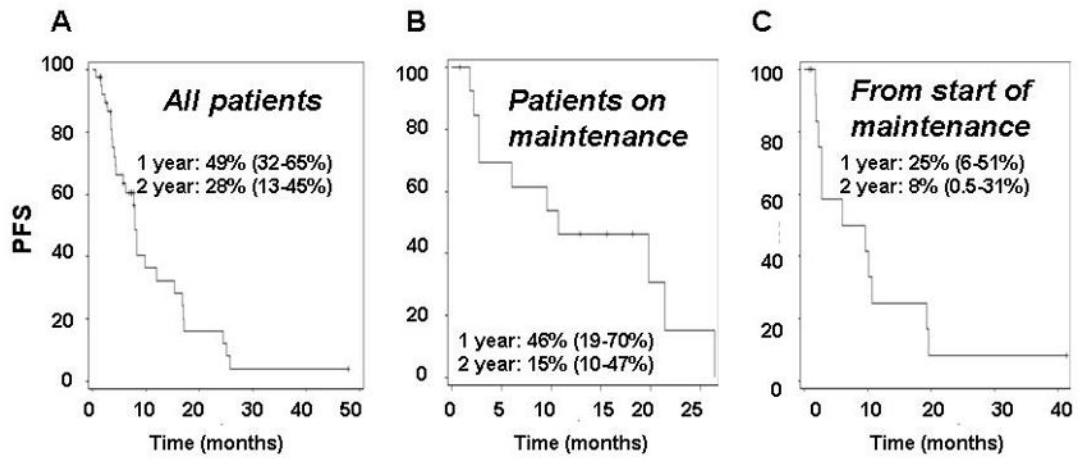 A
B
C
PFS
100
80
60
40
20
0
All patients
1 year: 49% (32-65%)
2 year: 28% (13-45%)
0 10 20 30 40 50
Time (months)
100
80
60
40
20
0
Patients on
maintenance
1 year: 46% (19-70%)
2 year: 15% (10-47%)
0 5 10 15 20 25
Time (months)
100
80
60
40
20
0
From start of
maintenance
1 year: 25% (6-51%)
2 year: 8% (0.5-31%)
0 10 20 30 40
Time (months)